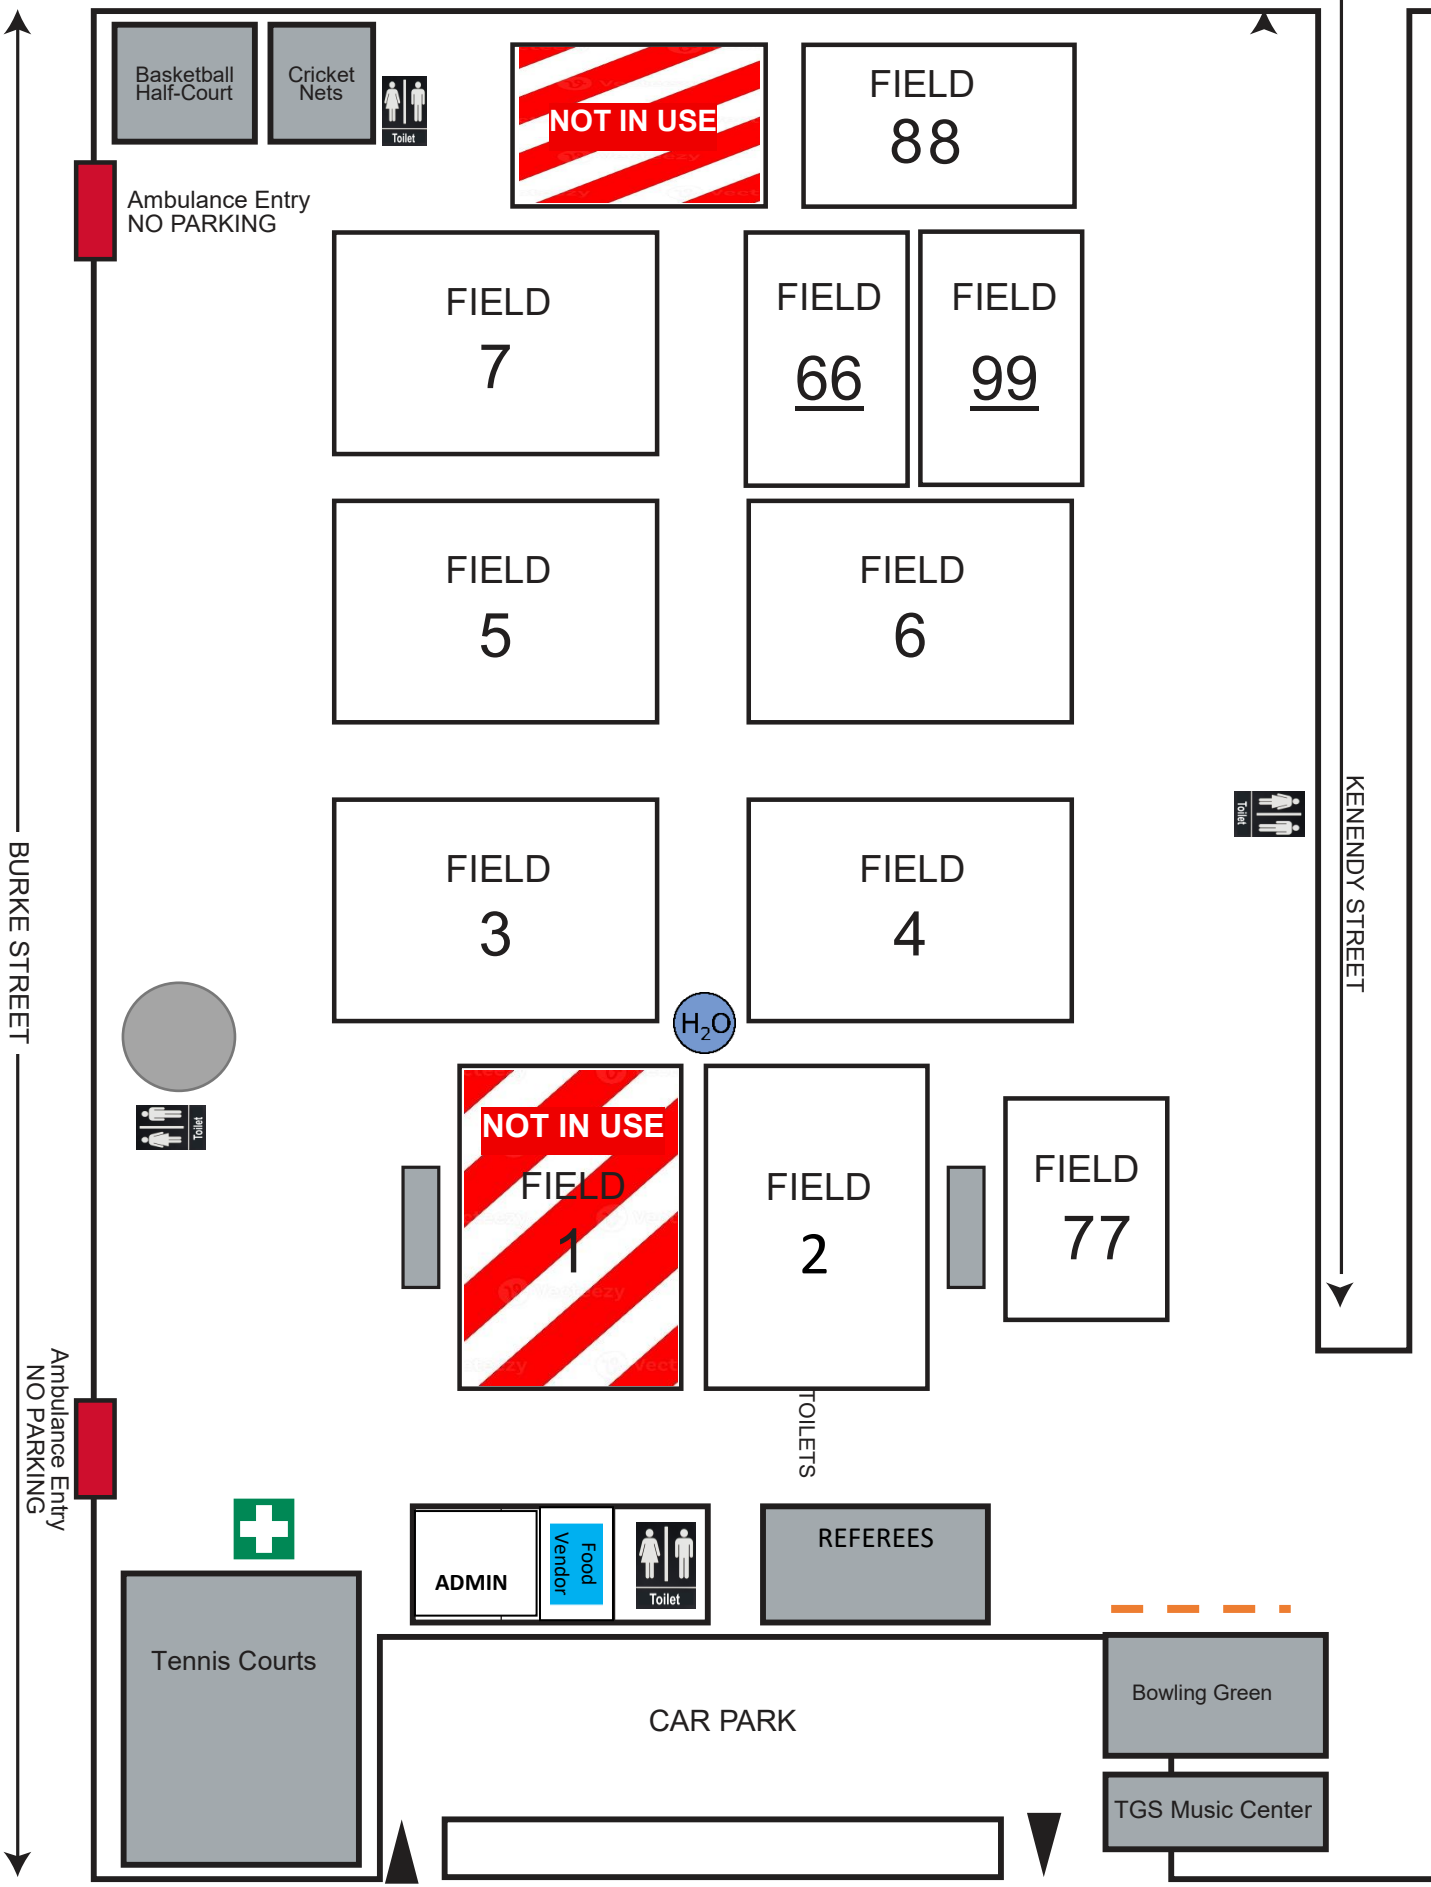 Basketball
Half-Court
Cricket
Nets
Toilet
NOT IN USE
FIELD
88
Ambulance Entry
NO PARKING
FIELD
7
FIELD
66
FIELD
99
FIELD
5
FIELD
6
FIELD
3
FIELD
4
Toilet
KENENDY STREET
BURKE STREET
H₂O
Toilet
NOT IN USE
FIELD
1
FIELD
2
FIELD
77
TOILETS
Ambulance Entry
NO PARKING
ADMIN
Food
Vendor
Toilet
REFEREES
Tennis Courts
CAR PARK
Bowling Green
TGS Music Center